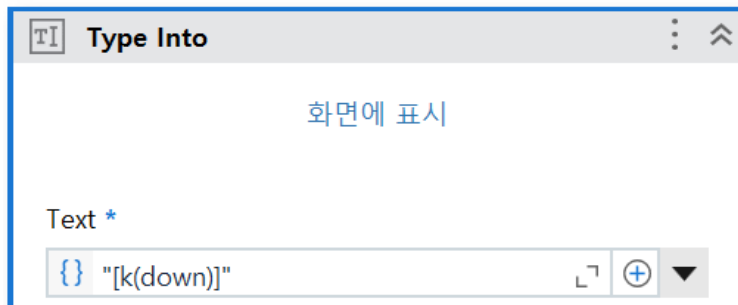 TI Type Into
화면에 표시
Text *
{} "[k(down)]"